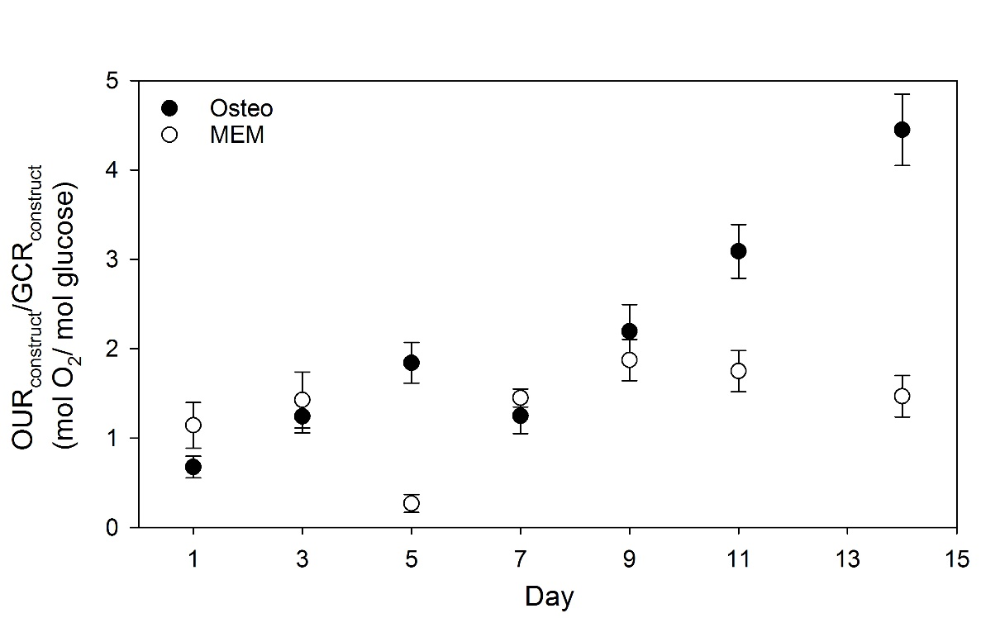 5
4
3
2
1
0
Osteo
MEM
OURconstruct/GCRconstruct
(mol O2/ mol glucose)
1 3 5 7 9 11 13 15
Day